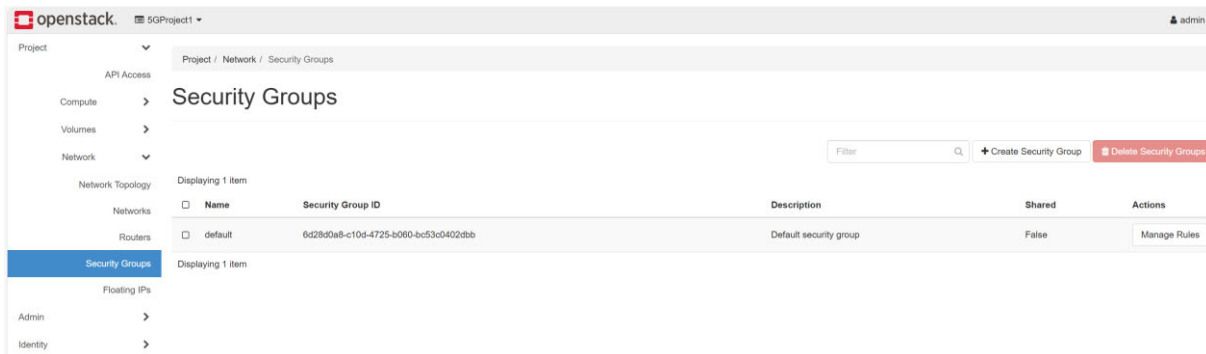 openstack. 5GProject1
admin
Project
API Access
Compute
Volumes
Network
Network Topology
Networks
Routers
Security Groups
Floating IPs
Admin
Identity
Project / Network / Security Groups
Security Groups
Filter
+ Create Security Group
Delete Security Groups
Displaying 1 item
Name Security Group ID Description Shared Actions
default 6d28d0a8-c10d-4725-b060-bc53c0402dbb Default security group False Manage Rules
Displaying 1 item